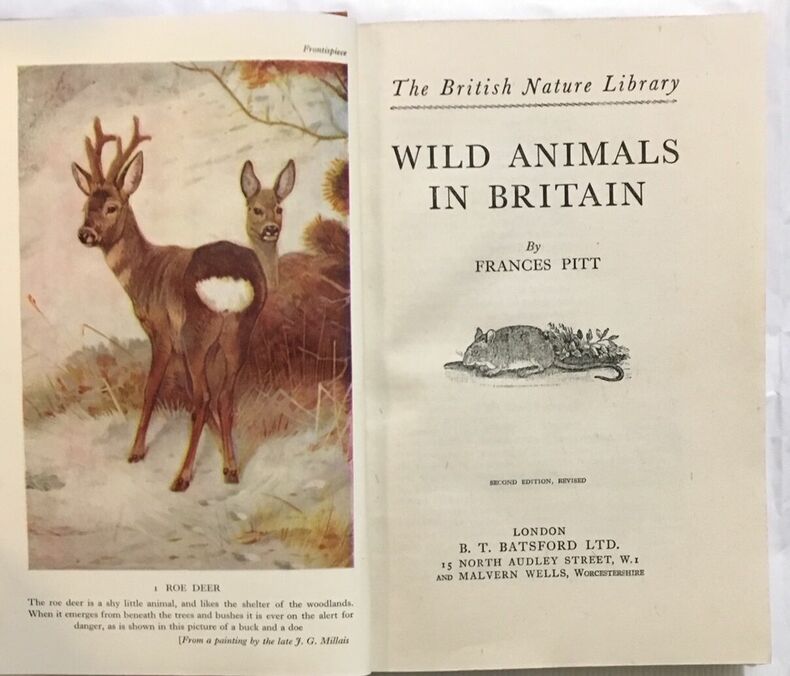 Frontispiece
1 ROE DEER
The roe deer is a shy little animal, and likes the shelter of the woodlands.
When it emerges from beneath the trees and bushes it is ever on the alert for
danger, as is shown in this picture of a buck and a doe
[From a painting by the late J. G. Millais
The British Nature Library
WILD ANIMALS
IN BRITAIN
By
FRANCES PITT
SECOND EDITION, REVISED
LONDON
B. T. BATSFORD LTD.
15 NORTH AUDLEY STREET, W.1
AND MALVERN WELLS, WORCESTERSHIRE